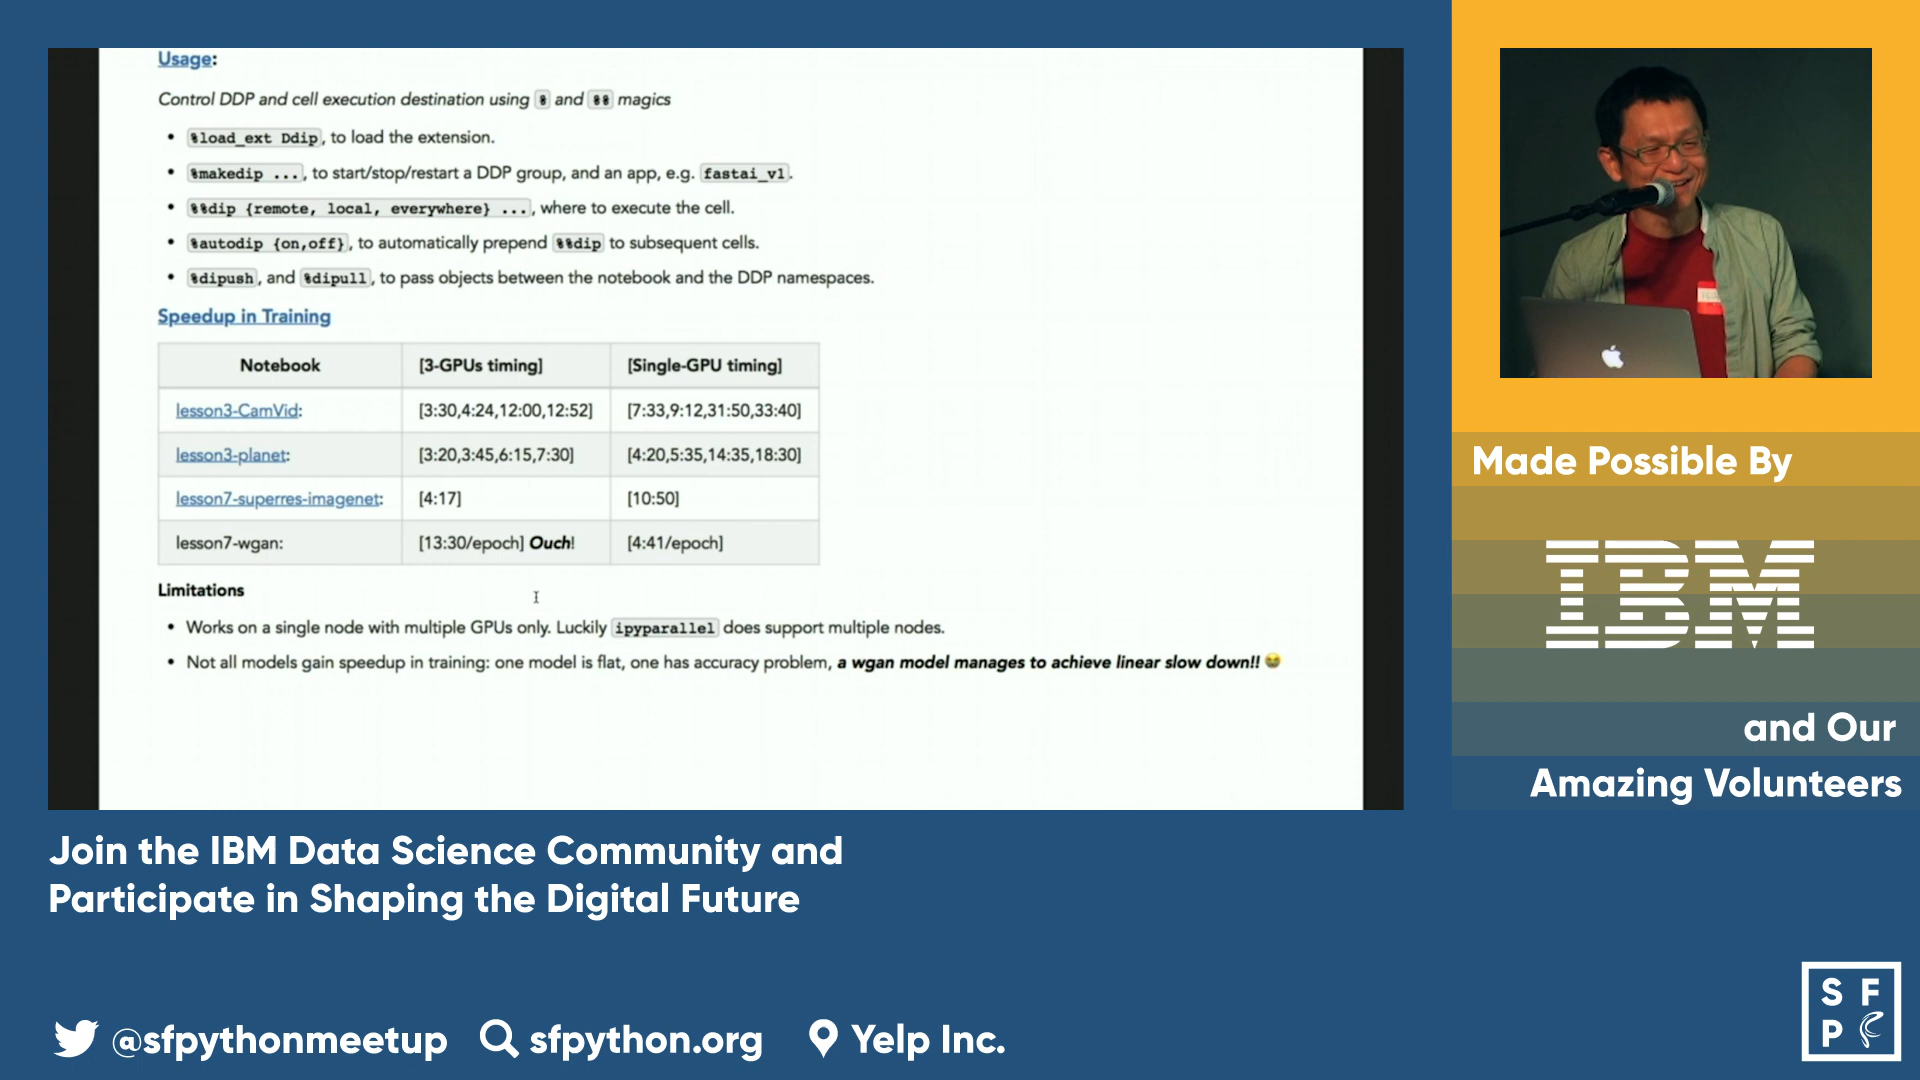 Usage:
Control DDP and cell execution destination using % and %% magics
• %load_ext Ddip, to load the extension.
• %makedip ..., to start/stop/restart a DDP group, and an app, e.g. fastai_v1.
• %%dip {remote, local, everywhere} ..., where to execute the cell.
• %autodip {on,off}, to automatically prepend %%dip to subsequent cells.
• %dipush, and %dipull, to pass objects between the notebook and the DDP namespaces.
Speedup in Training
Notebook [3-GPUs timing] [Single-GPU timing]
lesson3-CamVid: [3:30,4:24,12:00,12:52] [7:33,9:12,31:50,33:40]
lesson3-planet: [3:20,3:45,6:15,7:30] [4:20,5:35,14:35,18:30]
lesson7-superres-imagenet: [4:17] [10:50]
lesson7-wgan: [13:30/epoch] Ouch! [4:41/epoch]
Limitations
• Works on a single node with multiple GPUs only. Luckily ipyparallel does support multiple nodes.
• Not all models gain speedup in training: one model is flat, one has accuracy problem, a wgan model manages to achieve linear slow down!! 😂
Made Possible By
IBM
and Our
Amazing Volunteers
Join the IBM Data Science Community and
Participate in Shaping the Digital Future
@sfpythonmeetup sfpython.org Yelp Inc.
S F
P